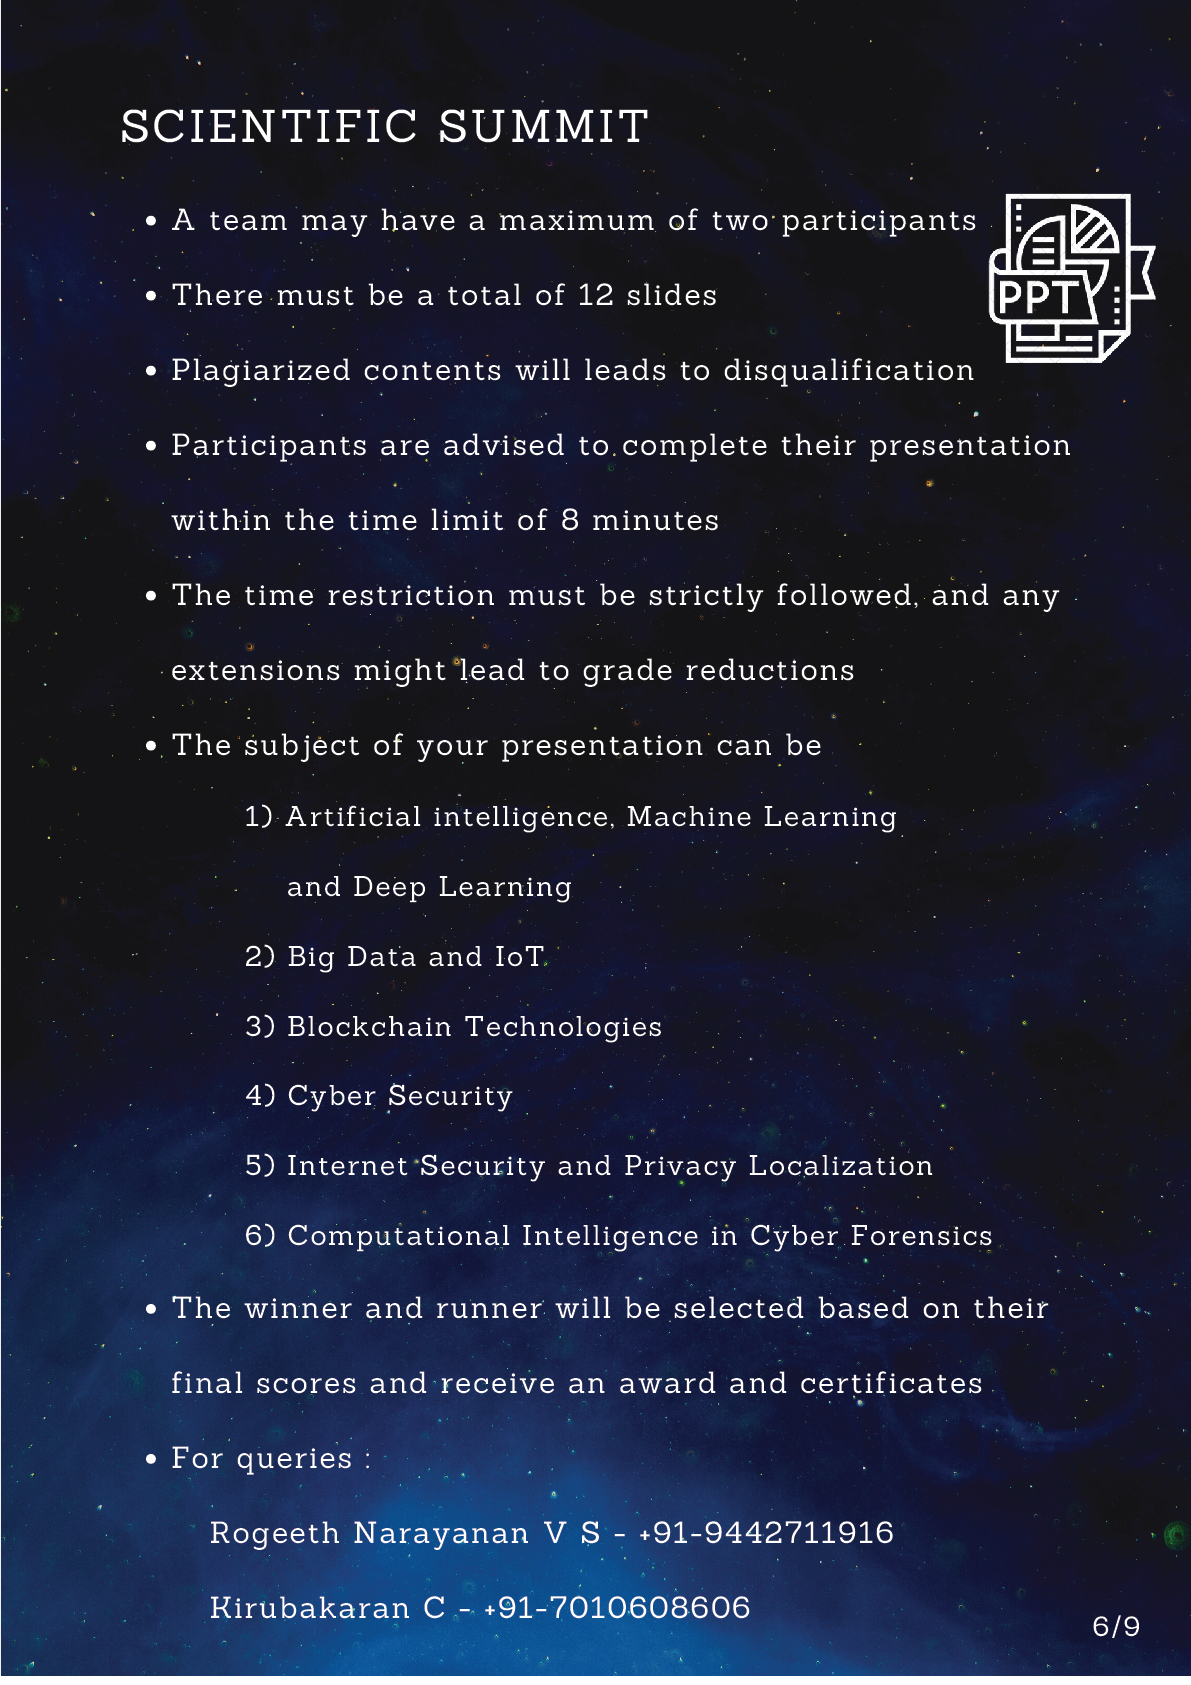 SCIENTIFIC SUMMIT
• A team may have a maximum of two participants
PPT
• There must be a total of 12 slides
• Plagiarized contents will leads to disqualification
• Participants are advised to complete their presentation
within the time limit of 8 minutes
• The time restriction must be strictly followed, and any
extensions might lead to grade reductions
• The subject of your presentation can be
1) Artificial intelligence, Machine Learning
and Deep Learning
2) Big Data and IoT
3) Blockchain Technologies
4) Cyber Security
5) Internet Security and Privacy Localization
6) Computational Intelligence in Cyber Forensics
• The winner and runner will be selected based on their
final scores and receive an award and certificates
• For queries :
Rogeeth Narayanan V S - +91-9442711916
Kirubakaran C - +91-7010608606
6/9